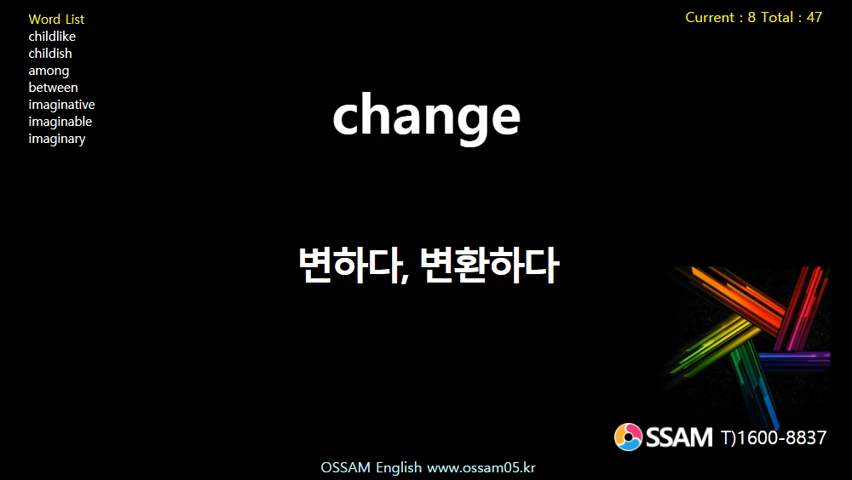 Word List
childlike
childish
among
between
imaginative
imaginable
imaginary
Current : 8 Total : 47
change
변하다, 변환하다
OSSAM T)1600-8837
OSSAM English www.ossam05.kr